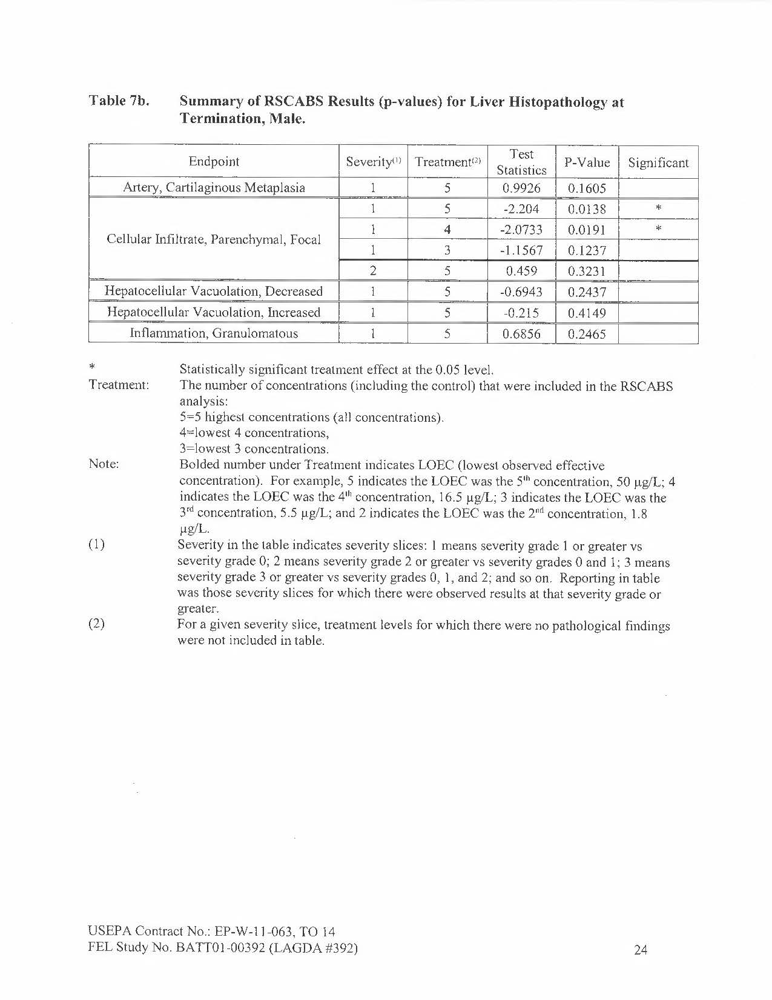 Table 7b. Summary of RSCABS Results (p-values) for Liver Histopathology at
Termination, Male.
Endpoint Severity(1) Treatment(2) Test Statistics P-Value Significant
Artery, Cartilaginous Metaplasia 1 5 0.9926 0.1605
Cellular Infiltrate, Parenchymal, Focal
1 5 -2.204 0.0138 *
1 4 -2.0733 0.0191 *
1 3 -1.1567 0.1237
2 5 0.459 0.3231
Hepatocellular Vacuolation, Decreased 1 5 -0.6943 0.2437
Hepatocellular Vacuolation, Increased 1 5 -0.215 0.4149
Inflammation, Granulomatous 1 5 0.6856 0.2465
* Statistically significant treatment effect at the 0.05 level.
Treatment: The number of concentrations (including the control) that were included in the RSCABS
analysis:
5=5 highest concentrations (all concentrations).
4=lowest 4 concentrations,
3=lowest 3 concentrations.
Note: Bolded number under Treatment indicates LOEC (lowest observed effective
concentration). For example, 5 indicates the LOEC was the 5th concentration, 50 µg/L; 4
indicates the LOEC was the 4th concentration, 16.5 µg/L; 3 indicates the LOEC was the
3rd concentration, 5.5 µg/L; and 2 indicates the LOEC was the 2nd concentration, 1.8
µg/L.
(1) Severity in the table indicates severity slices: 1 means severity grade 1 or greater vs
severity grade 0; 2 means severity grade 2 or greater vs severity grades 0 and 1; 3 means
severity grade 3 or greater vs severity grades 0, 1, and 2; and so on. Reporting in table
was those severity slices for which there were observed results at that severity grade or
greater.
(2) For a given severity slice, treatment levels for which there were no pathological findings
were not included in table.
USEPA Contract No.: EP-W-11-063, TO 14
FEL Study No. BATT01-00392 (LAGDA #392) 24